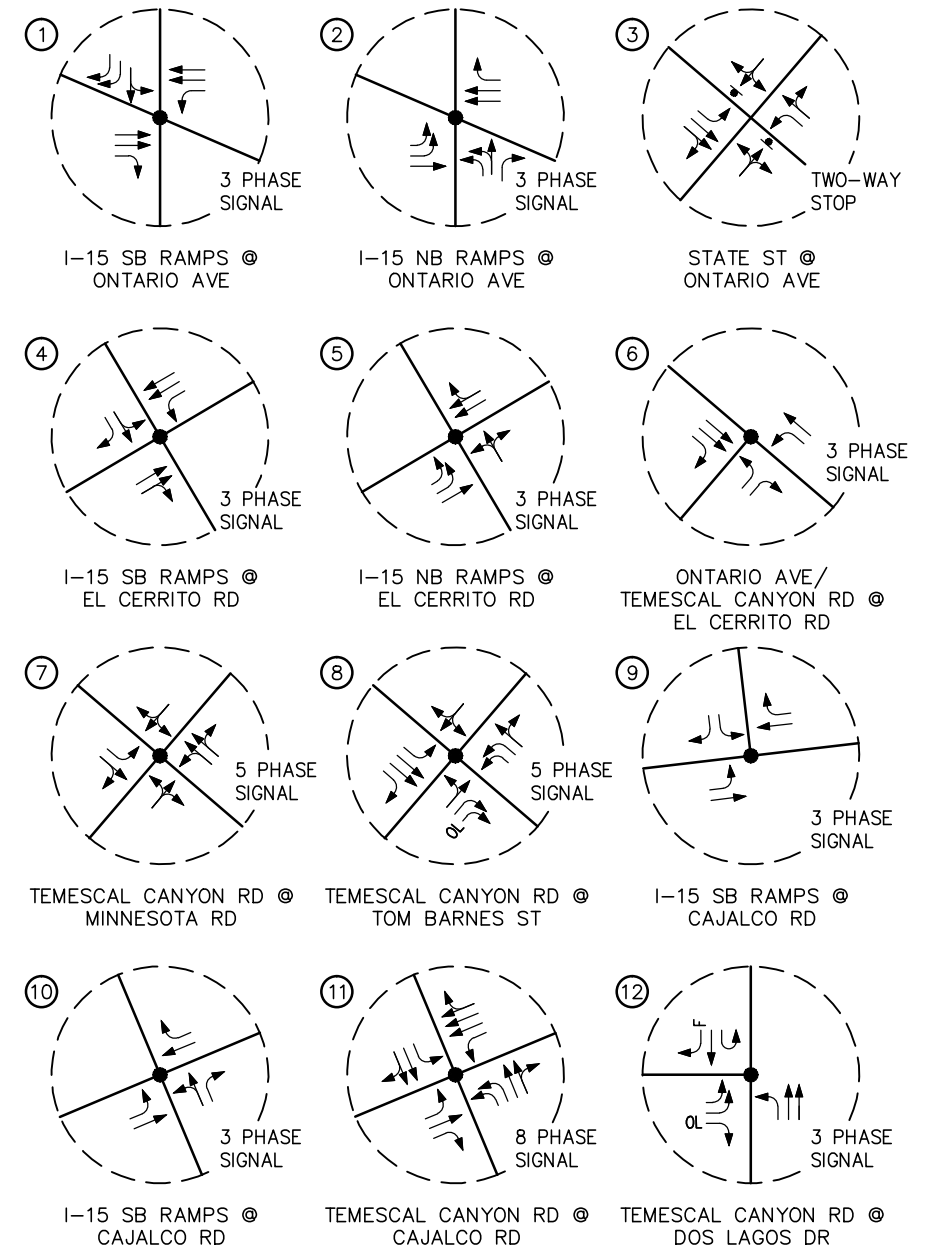 1
3 PHASE
SIGNAL
I-15 SB RAMPS @
ONTARIO AVE
2
3 PHASE
SIGNAL
I-15 NB RAMPS @
ONTARIO AVE
3
TWO-WAY
STOP
STATE ST @
ONTARIO AVE
4
3 PHASE
SIGNAL
I-15 SB RAMPS @
EL CERRITO RD
5
3 PHASE
SIGNAL
I-15 NB RAMPS @
EL CERRITO RD
6
3 PHASE
SIGNAL
ONTARIO AVE/
TEMESCAL CANYON RD @
EL CERRITO RD
7
5 PHASE
SIGNAL
TEMESCAL CANYON RD @
MINNESOTA RD
8
OL
5 PHASE
SIGNAL
TEMESCAL CANYON RD @
TOM BARNES ST
9
3 PHASE
SIGNAL
I-15 SB RAMPS @
CAJALCO RD
10
3 PHASE
SIGNAL
I-15 SB RAMPS @
CAJALCO RD
11
8 PHASE
SIGNAL
TEMESCAL CANYON RD @
CAJALCO RD
12
F
OL
3 PHASE
SIGNAL
TEMESCAL CANYON RD @
DOS LAGOS DR